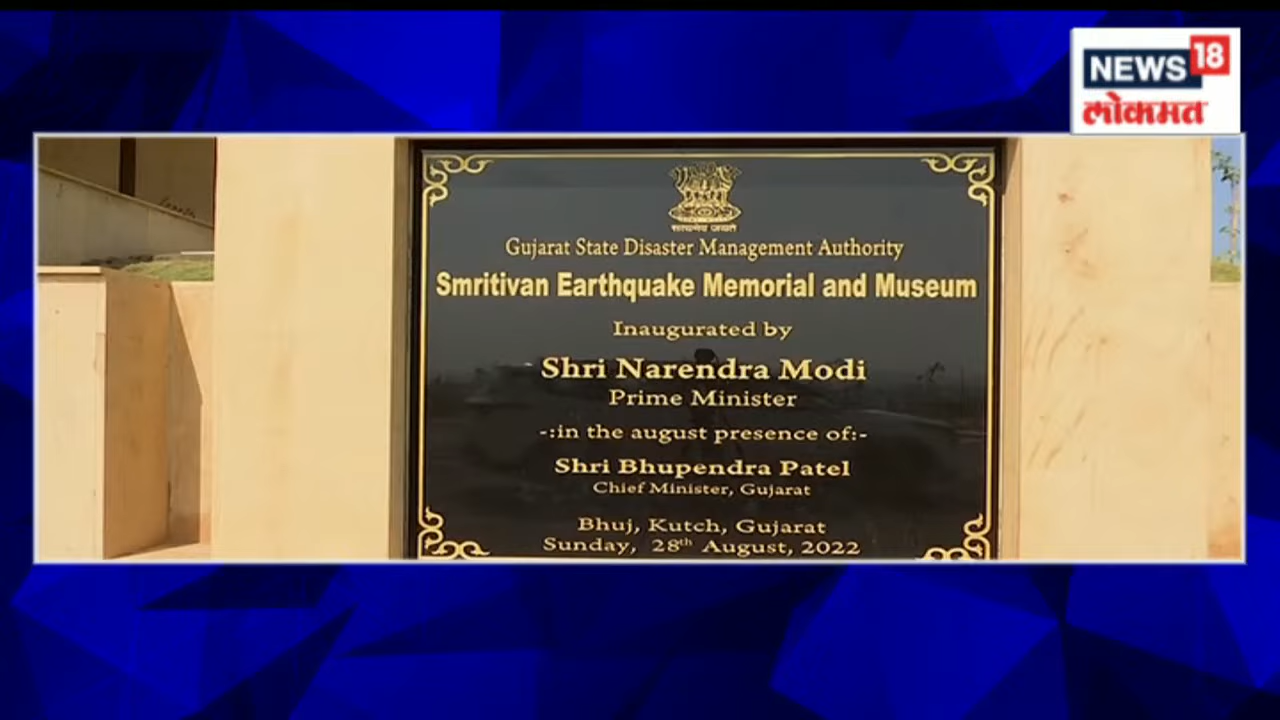 NEWS 18
लोकमत
सत्यमेव जयते
Gujarat State Disaster Management Authority
Smritivan Earthquake Memorial and Museum
Inaugurated by
Shri Narendra Modi
Prime Minister
-:in the august presence of:-
Shri Bhupendra Patel
Chief Minister, Gujarat
Bhuj, Kutch, Gujarat
Sunday, 28th August, 2022